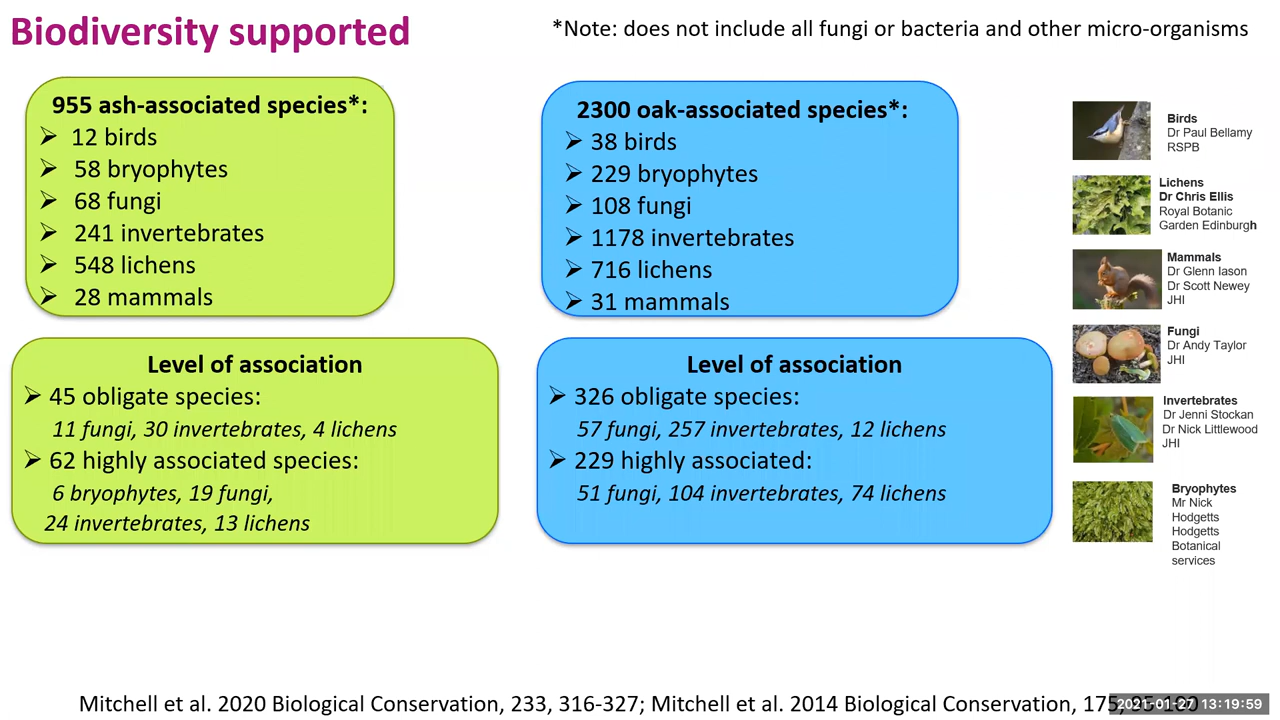 Biodiversity supported
*Note: does not include all fungi or bacteria and other micro-organisms
955 ash-associated species*:
➢ 12 birds
➢ 58 bryophytes
➢ 68 fungi
➢ 241 invertebrates
➢ 548 lichens
➢ 28 mammals
2300 oak-associated species*:
➢ 38 birds
➢ 229 bryophytes
➢ 108 fungi
➢ 1178 invertebrates
➢ 716 lichens
➢ 31 mammals
Level of association
➢ 45 obligate species:
11 fungi, 30 invertebrates, 4 lichens
➢ 62 highly associated species:
6 bryophytes, 19 fungi,
24 invertebrates, 13 lichens
Level of association
➢ 326 obligate species:
57 fungi, 257 invertebrates, 12 lichens
➢ 229 highly associated:
51 fungi, 104 invertebrates, 74 lichens
Birds
Dr Paul Bellamy
RSPB
Lichens
Dr Chris Ellis
Royal Botanic
Garden Edinburgh
Mammals
Dr Glenn Iason
Dr Scott Newey
JHI
Fungi
Dr Andy Taylor
JHI
Invertebrates
Dr Jenni Stockan
Dr Nick Littlewood
JHI
Bryophytes
Mr Nick
Hodgetts
Hodgetts
Botanical
services
Mitchell et al. 2020 Biological Conservation, 233, 316-327; Mitchell et al. 2014 Biological Conservation,
2021-01-27 13:19:59